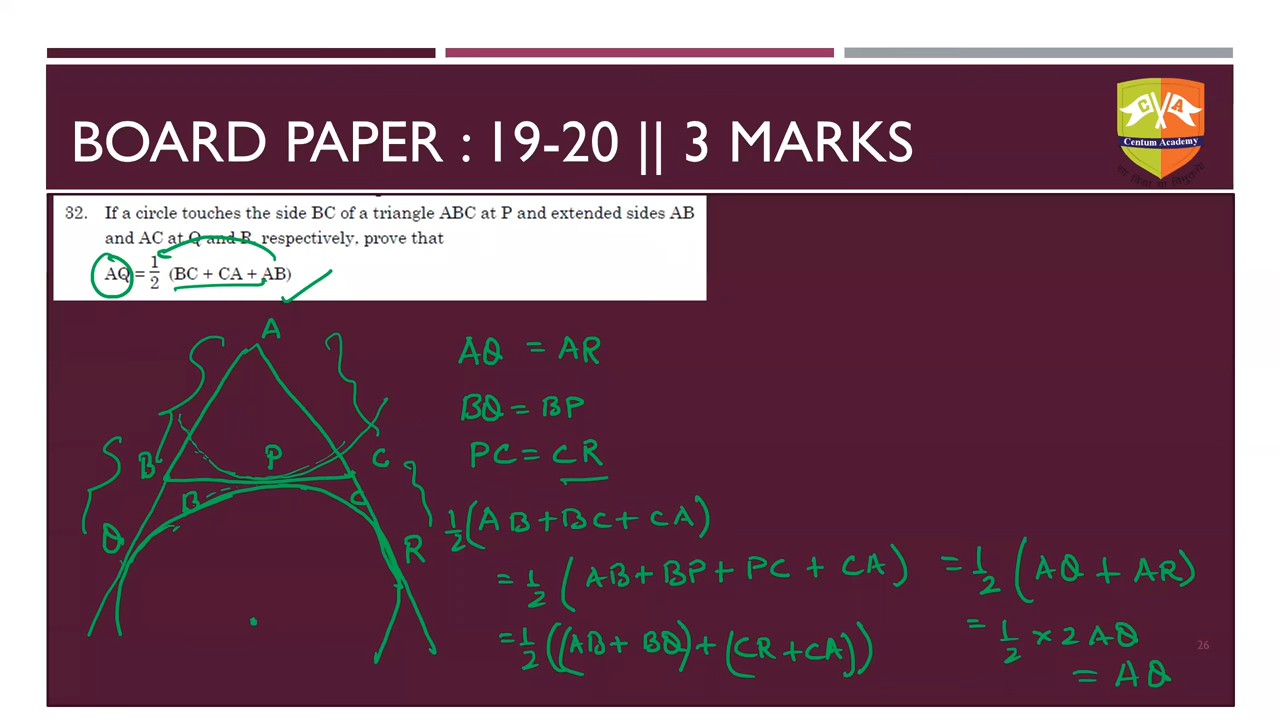 BOARD PAPER : 19-20 || 3 MARKS
C A
Centum Academy
32. If a circle touches the side BC of a triangle ABC at P and extended sides AB
and AC at Q and R, respectively, prove that
AQ = 1/2 (BC + CA + AB)
A
B
P
C
B
C
Q
R
AQ = AR
BQ = BP
PC = CR
1/2 (AB + BC + CA)
= 1/2 (AB + BP + PC + CA)
= 1/2 ((AB + BQ) + (CR + CA))
= 1/2 (AQ + AR)
= 1/2 × 2 AQ
= AQ
26